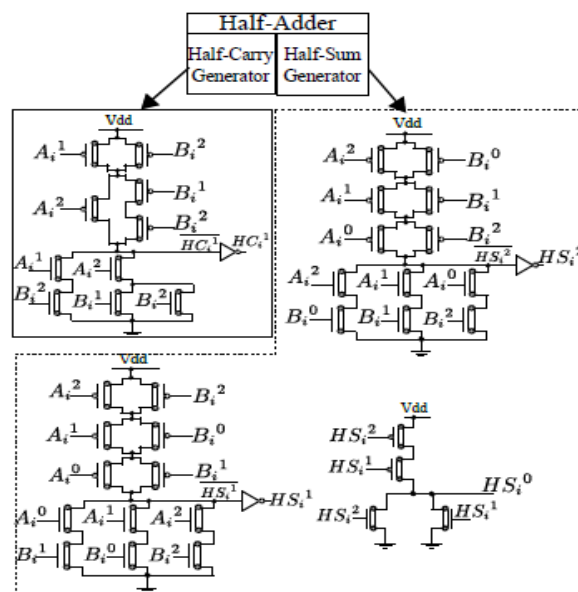 Half-Adder
Half-Carry Generator
Half-Sum Generator
Vdd
A_i^1
B_i^2
A_i^2
B_i^1
B_i^2
\overline{HC_i^1}
HC_i^1
A_i^1
A_i^2
B_i^2
B_i^1
B_i^2
Vdd
A_i^2
B_i^0
A_i^1
B_i^1
A_i^0
B_i^2
\overline{HS_i^2}
HS_i^2
A_i^2
A_i^1
A_i^0
B_i^0
B_i^1
B_i^2
Vdd
A_i^2
B_i^2
A_i^1
B_i^0
A_i^0
B_i^1
\overline{HS_i^1}
HS_i^1
A_i^0
A_i^1
A_i^2
B_i^1
B_i^0
B_i^2
Vdd
HS_i^2
HS_i^1
HS_i^0
HS_i^2
HS_i^1